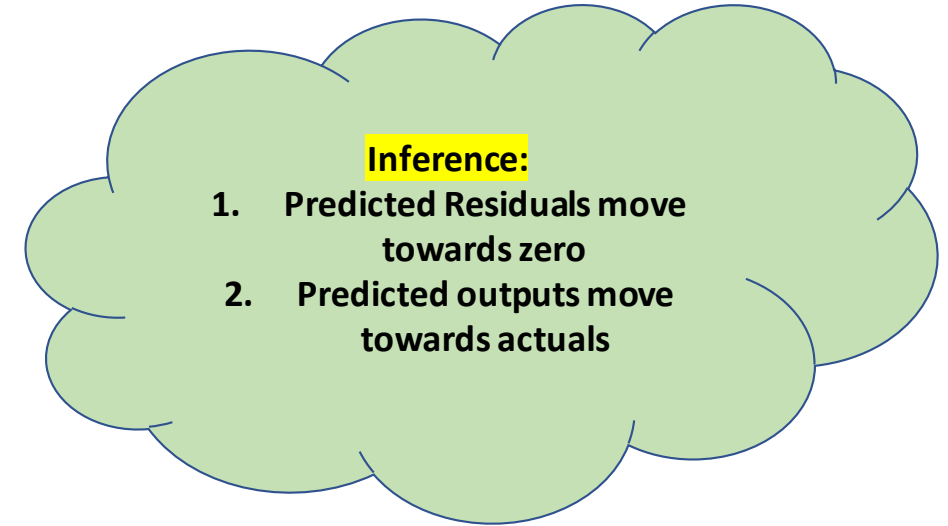 Inference:
1. Predicted Residuals move
towards zero
2. Predicted outputs move
towards actuals